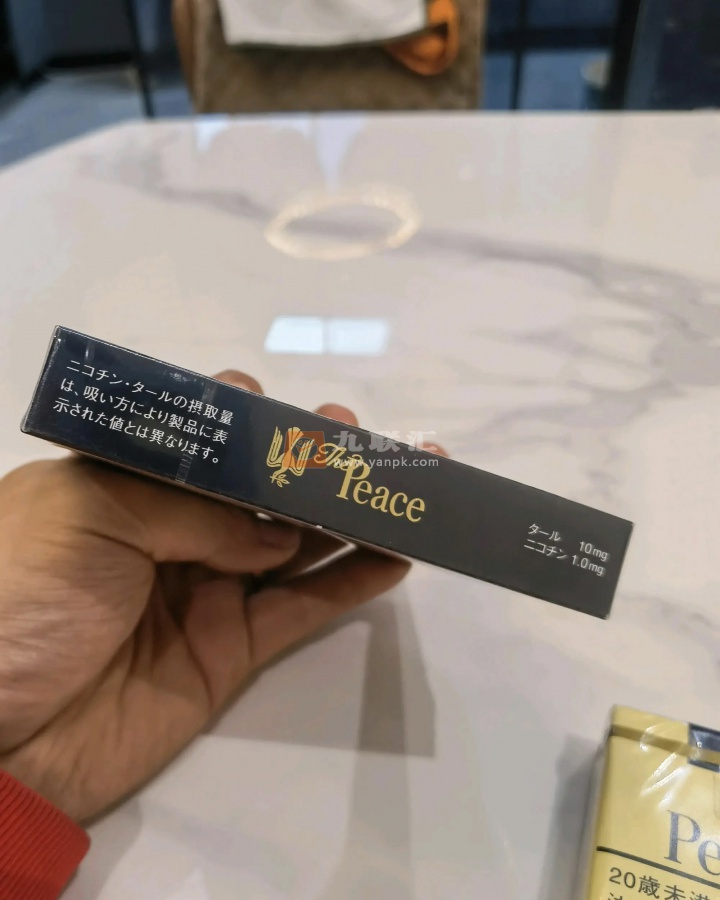 ニコチン・タールの摂取量
は、吸い方により製品に表
示された値とは異なります。
The
Peace
タール 10mg
ニコチン 1.0mg
九联汇
www.yanpk.com
Pe
20歳未満